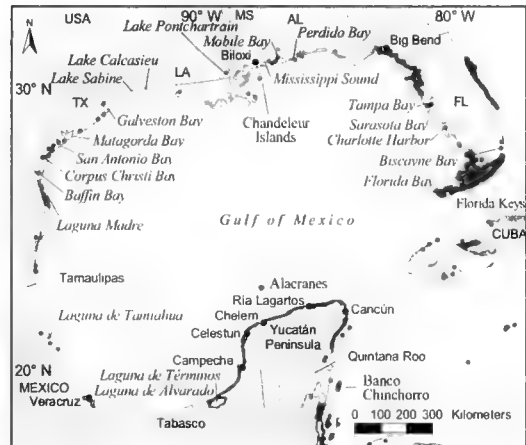 USA
90° W
MS
AL
80° W
Lake Pontchartrain
Mobile Bay
Perdido Bay
N
Biloxi
Big Bend
Lake Calcasieu
LA
Lake Sabine
Mississippi Sound
30° N
TX
Chandeleur
Islands
FL
Tampa Bay
Galveston Bay
Sarasota Bay
Matagorda Bay
Charlotte Harbor
San Antonio Bay
Biscayne Bay
Corpus Christi Bay
Florida Bay
Baffin Bay
Florida Keys
Laguna Madre
Gulf of Mexico
CUBA
Tamaulipas
Alacranes
Ria Lagartos
Laguna de Tamiahua
Chelem
Cancún
Celestun
Yucatán
Peninsula
Campeche
Quintana Roo
20° N
Laguna de Términos
MEXICO
Laguna de Alvarado
Banco
Chinchorro
Veracruz
Tabasco
0 100 200 300 Kilometers